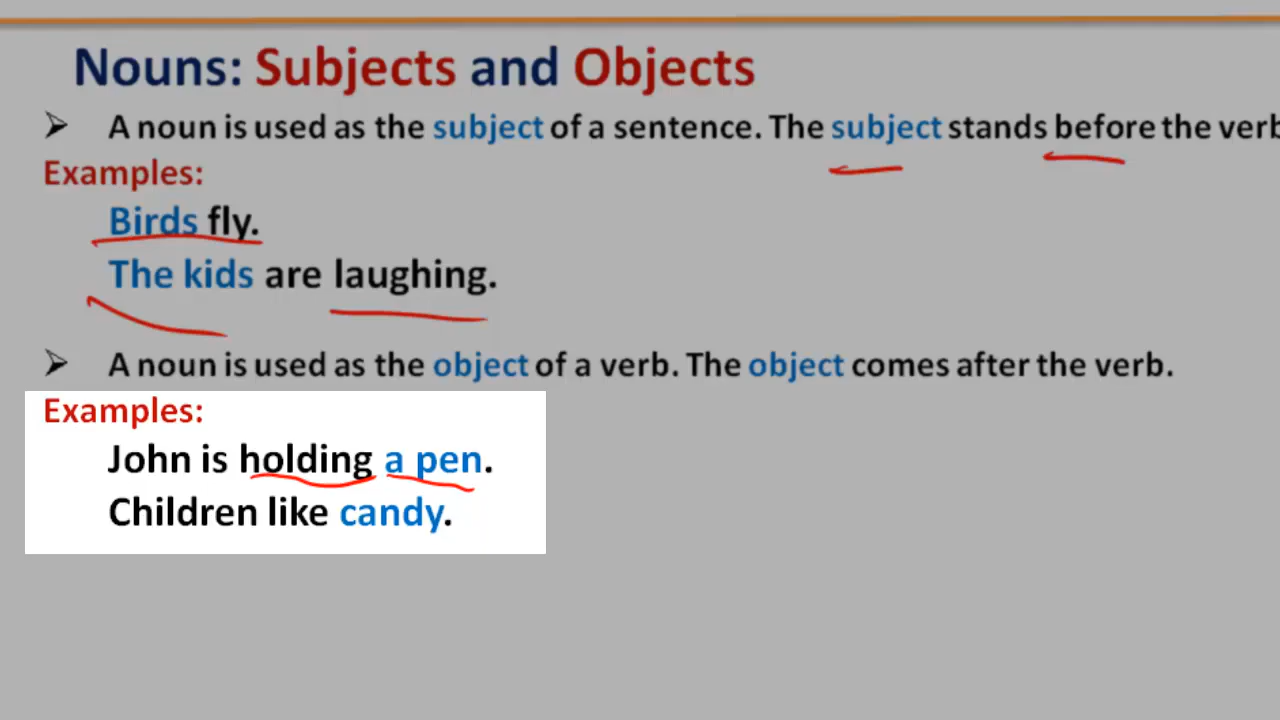 Nouns: Subjects and Objects
➢ A noun is used as the subject of a sentence. The subject stands before the verb
Examples:
Birds fly.
The kids are laughing.
➢ A noun is used as the object of a verb. The object comes after the verb.
Examples:
John is holding a pen.
Children like candy.